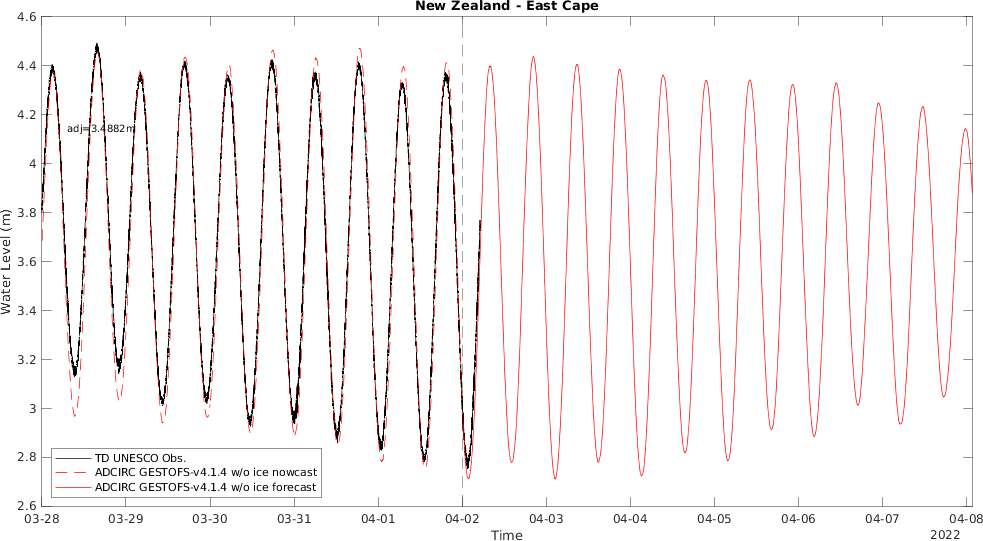 New Zealand - East Cape
4.6
4.4
4.2
4
3.8
3.6
3.4
3.2
3
2.8
2.6
Water Level (m)
adj=3.4882m
TD UNESCO Obs.
ADCIRC GESTOFS-v4.1.4 w/o ice nowcast
ADCIRC GESTOFS-v4.1.4 w/o ice forecast
03-28 03-29 03-30 03-31 04-01 04-02 04-03 04-04 04-05 04-06 04-07 04-08
Time
2022